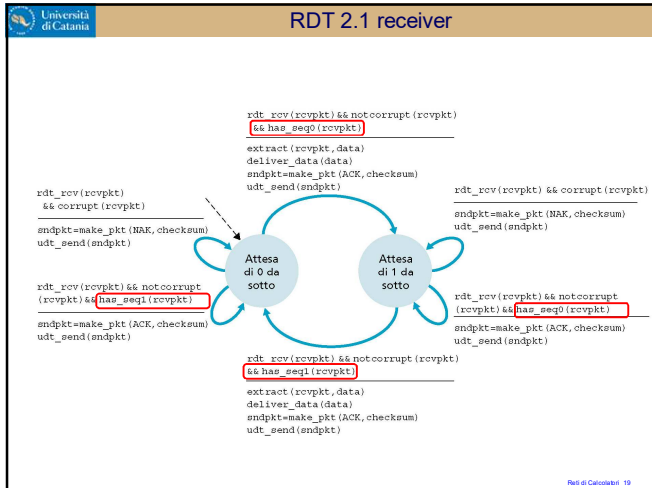 Università
di Catania
RDT 2.1 receiver
rdt_rcv(rcvpkt) && notcorrupt(rcvpkt)
&& has_seq0(rcvpkt)
extract(rcvpkt,data)
deliver_data(data)
sndpkt=make_pkt(ACK,checksum)
udt_send(sndpkt)
rdt_rcv(rcvpkt)
&& corrupt(rcvpkt)
sndpkt=make_pkt(NAK,checksum)
udt_send(sndpkt)
rdt_rcv(rcvpkt) && corrupt(rcvpkt)
sndpkt=make_pkt(NAK,checksum)
udt_send(sndpkt)
Attesa
di 0 da
sotto
Attesa
di 1 da
sotto
rdt_rcv(rcvpkt)&& notcorrupt
(rcvpkt)&&has_seq1(rcvpkt)
sndpkt=make_pkt(ACK,checksum)
udt_send(sndpkt)
rdt_rcv(rcvpkt)&& notcorrupt
(rcvpkt)&&has_seq0(rcvpkt)
sndpkt=make_pkt(ACK,checksum)
udt_send(sndpkt)
rdt_rcv(rcvpkt) && notcorrupt(rcvpkt)
&& has_seq1(rcvpkt)
extract(rcvpkt,data)
deliver_data(data)
sndpkt=make_pkt(ACK,checksum)
udt_send(sndpkt)
Reti di Calcolatori 19